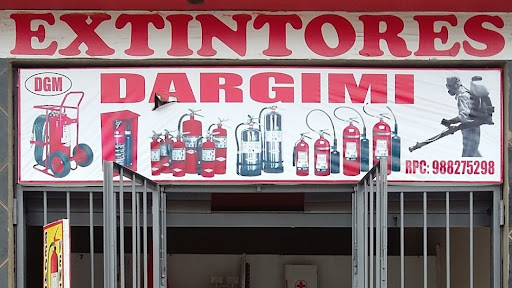 EXTINTORES
DGM
DARGIMI
RPC: 988275298